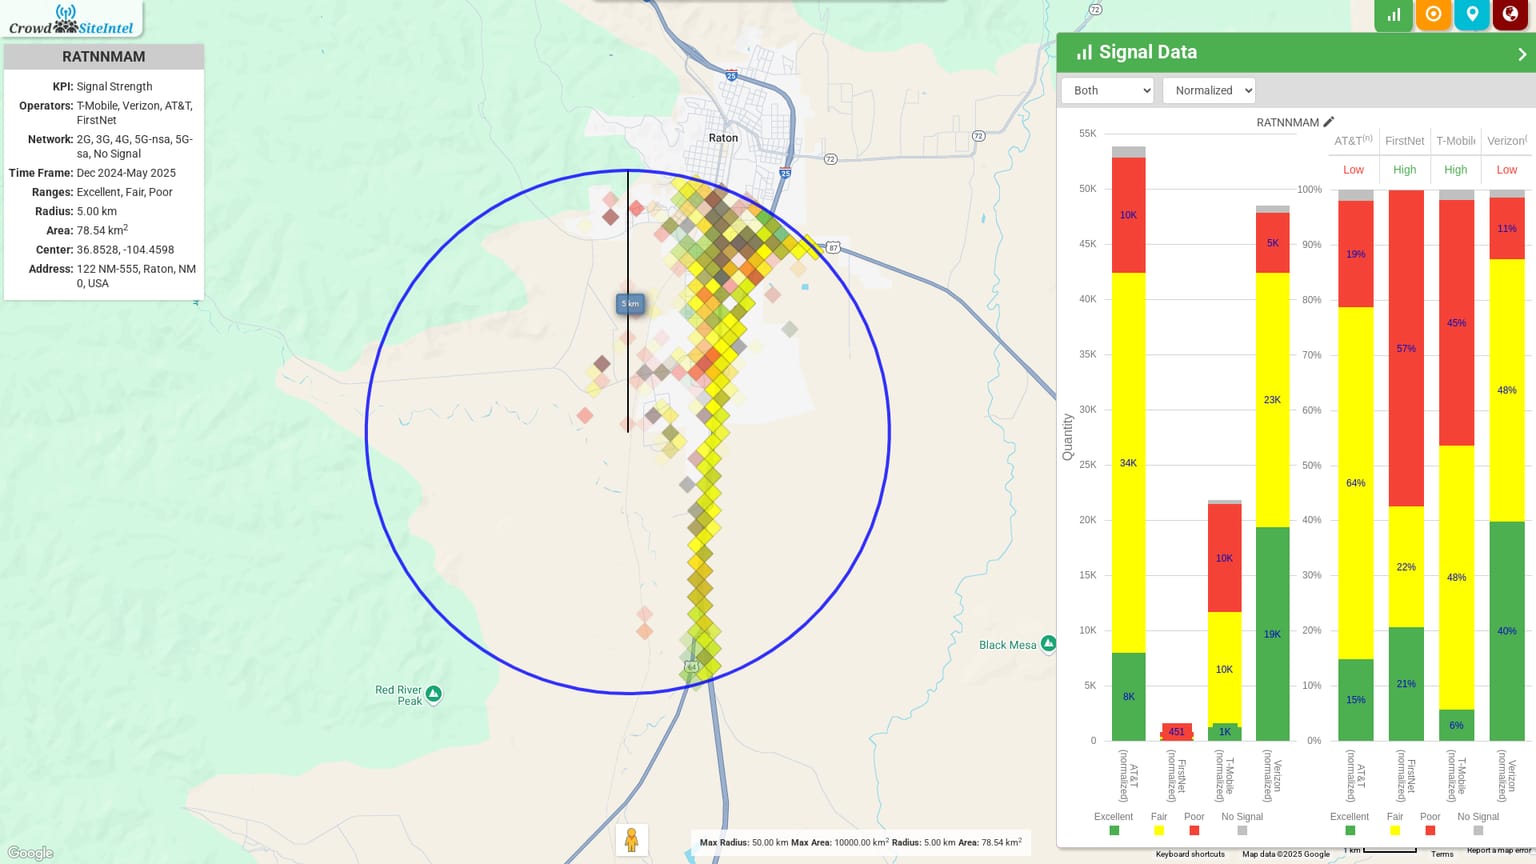 Crowd SiteIntel
RATNNMAM
KPI: Signal Strength
Operators: T-Mobile, Verizon, AT&T,
FirstNet
Network: 2G, 3G, 4G, 5G-nsa, 5G-
sa, No Signal
Time Frame: Dec 2024-May 2025
Ranges: Excellent, Fair, Poor
Radius: 5.00 km
Area: 78.54 km2
Center: 36.8528, -104.4598
Address: 122 NM-555, Raton, NM
0, USA
72
25
Raton
72
72
25
87
5 km
64
Black Mesa
Red River
Peak
Google
Max Radius: 50.00 km Max Area: 10000.00 km2 Radius: 5.00 km Area: 78.54 km2
Signal Data
Both
Normalized
RATNNMAM
AT&T(n) FirstNet T-Mobile Verizon(
Low High High Low
55K
50K
45K
40K
35K
30K
25K
20K
15K
10K
5K
0
Quantity
10K
34K
8K
451
10K
10K
1K
5K
23K
19K
100%
90%
80%
70%
60%
50%
40%
30%
20%
10%
0%
19%
64%
15%
57%
22%
21%
45%
48%
6%
11%
48%
40%
AT&T
(normalized)
FirstNet
(normalized)
T-Mobile
(normalized)
Verizon
(normalized)
AT&T
(normalized)
FirstNet
(normalized)
T-Mobile
(normalized)
Verizon
(normalized)
Excellent Fair Poor No Signal
Excellent Fair Poor No Signal
Keyboard shortcuts Map data ©2025 Google 1 km Terms Report a map error